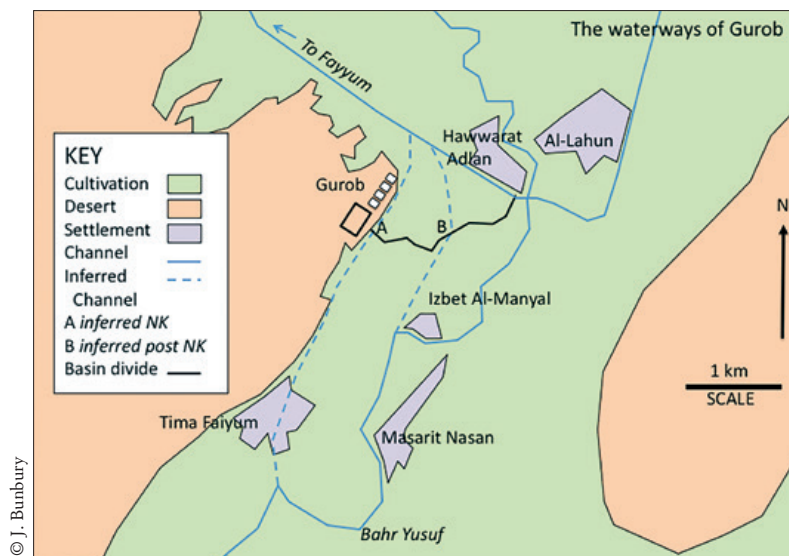 The waterways of Gurob
To Fayyum
Hawwarat
Adlan
Al-Lahun
KEY
Cultivation
Desert
Settlement
Channel
Inferred
Channel
A inferred NK
B inferred post NK
Basin divide
Gurob
A
B
N
Izbet Al-Manyal
1 km
SCALE
Tima Faiyum
Masarit Nasan
Bahr Yusuf
© J. Bunbury